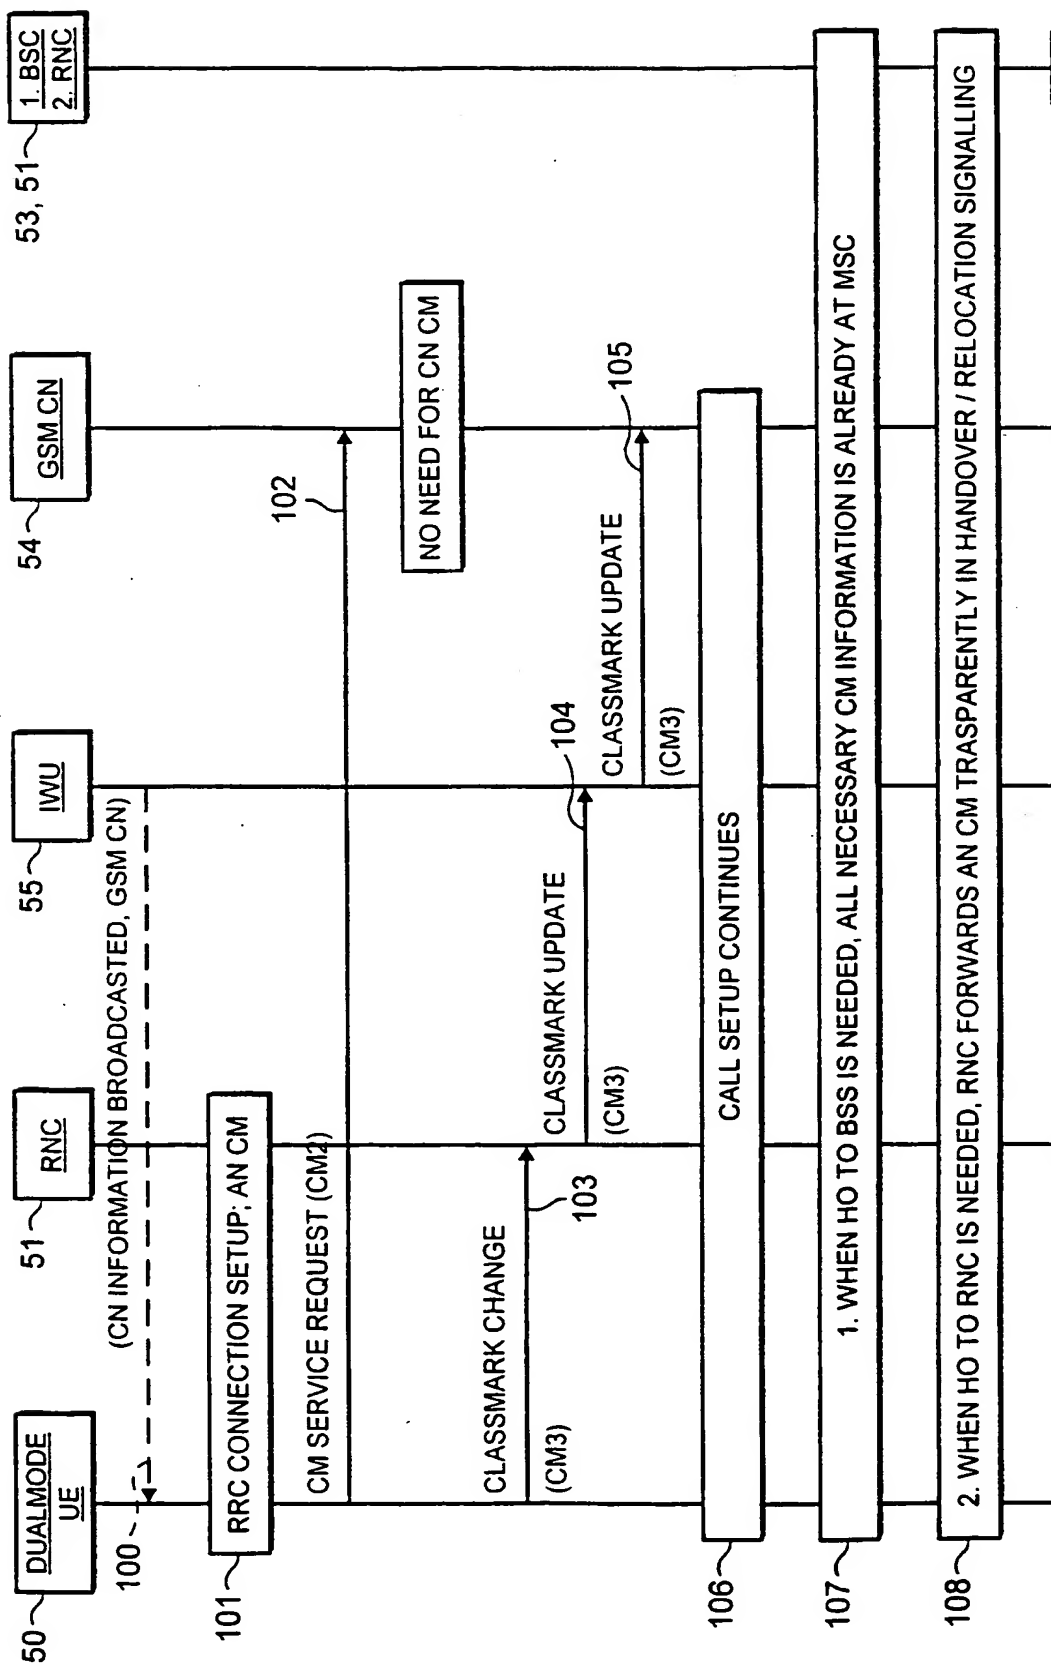 50
DUALMODE
UE
51
RNC
55
IWU
54
GSM CN
53, 51
1. BSC
2. RNC
100
(CN INFORMATION BROADCASTED, GSM CN)
101
RRC CONNECTION SETUP; AN CM
CM SERVICE REQUEST (CM2)
102
NO NEED FOR CN CM
CLASSMARK CHANGE
(CM3)
103
CLASSMARK UPDATE
(CM3)
104
CLASSMARK UPDATE
(CM3)
105
106
CALL SETUP CONTINUES
107
1. WHEN HO TO BSS IS NEEDED, ALL NECESSARY CM INFORMATION IS ALREADY AT MSC
108
2. WHEN HO TO RNC IS NEEDED, RNC FORWARDS AN CM TRASPARENTLY IN HANDOVER / RELOCATION SIGNALLING